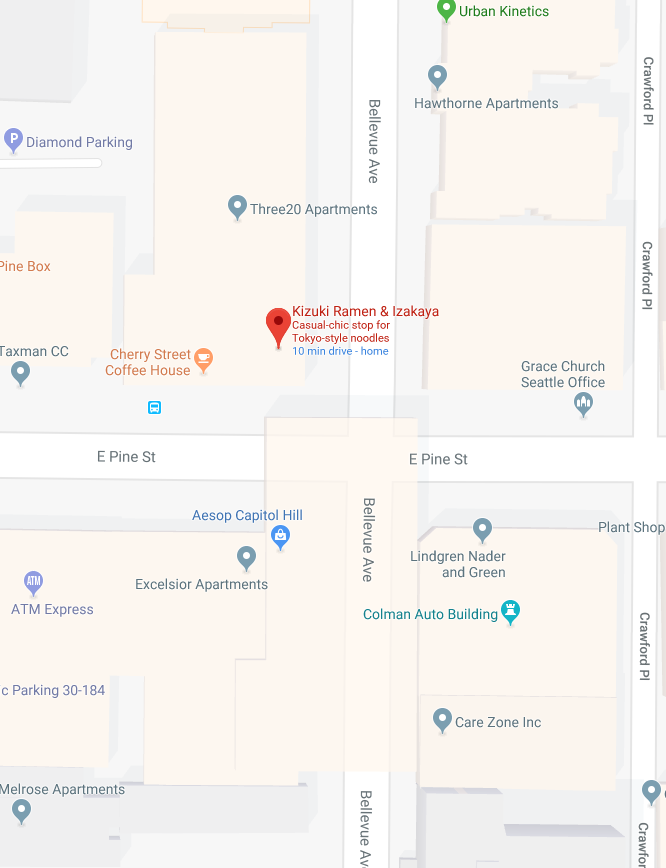 Urban Kinetics
Hawthorne Apartments
Crawford Pl
Bellevue Ave
P
Diamond Parking
Three20 Apartments
Crawford Pl
Pine Box
Kizuki Ramen & Izakaya
Casual-chic stop for
Tokyo-style noodles
10 min drive - home
Taxman CC
Cherry Street
Coffee House
Grace Church
Seattle Office
E Pine St
E Pine St
Aesop Capitol Hill
Bellevue Ave
Plant Shop
Lindgren Nader
and Green
Excelsior Apartments
ATM
ATM Express
Colman Auto Building
Crawford Pl
c Parking 30-184
Care Zone Inc
Melrose Apartments
Bellevue Av
Crawfo